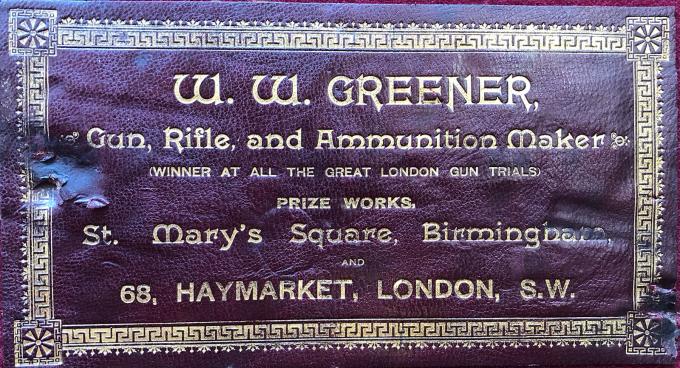 W. W. GREENER,
Gun, Rifle, and Ammunition Maker
(WINNER AT ALL THE GREAT LONDON GUN TRIALS)
PRIZE WORKS,
St. Mary's Square, Birmingham,
AND
68, HAYMARKET, LONDON, S.W.